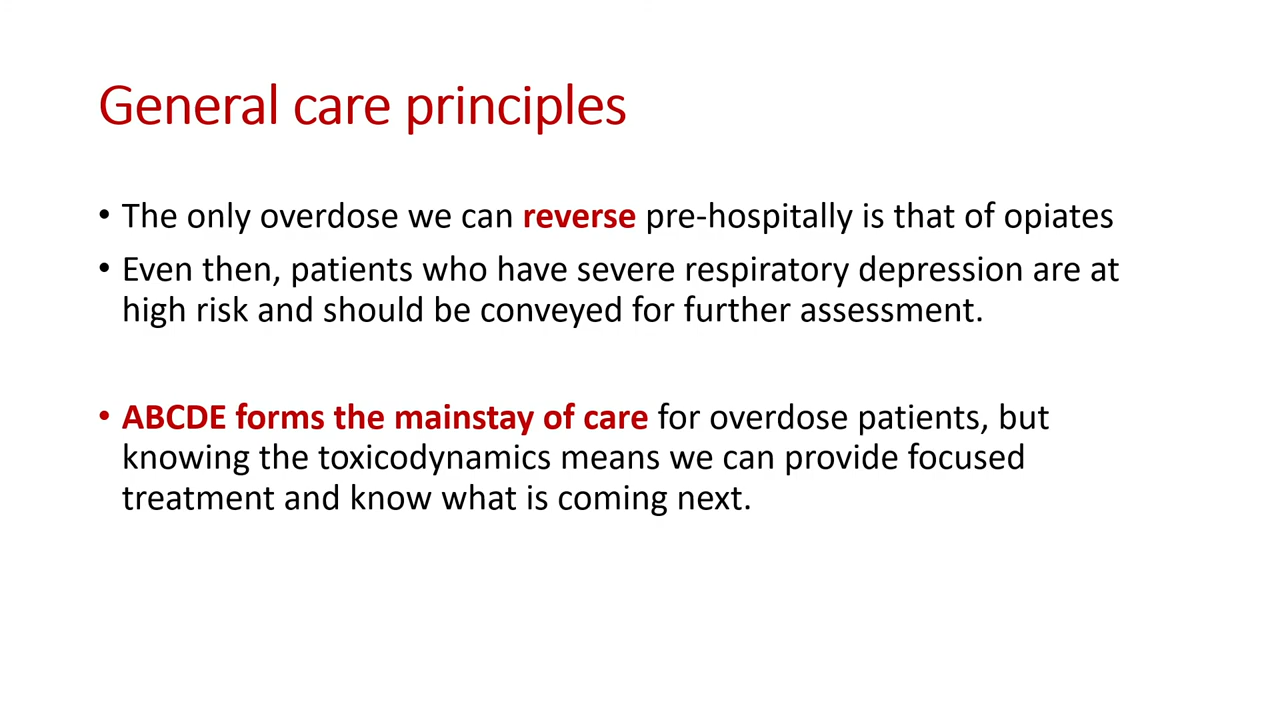 General care principles
• The only overdose we can reverse pre-hospitally is that of opiates
• Even then, patients who have severe respiratory depression are at
high risk and should be conveyed for further assessment.
• ABCDE forms the mainstay of care for overdose patients, but
knowing the toxicodynamics means we can provide focused
treatment and know what is coming next.